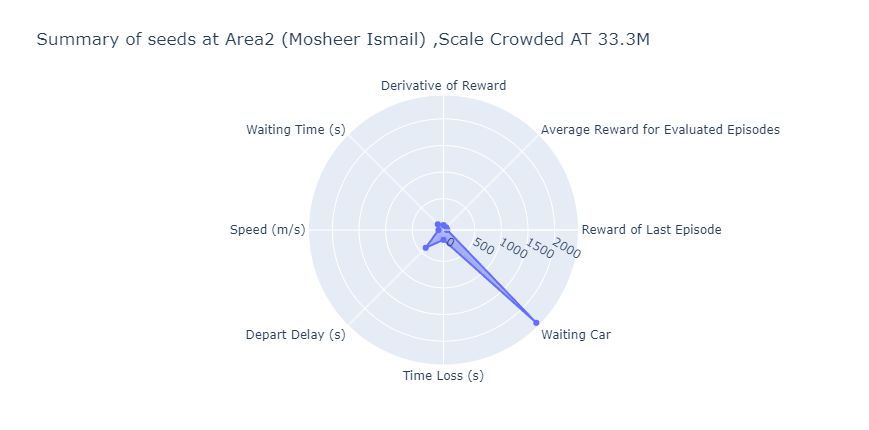 Summary of seeds at Area2 (Mosheer Ismail) ,Scale Crowded AT 33.3M
Derivative of Reward
Waiting Time (s)
Average Reward for Evaluated Episodes
Speed (m/s)
Reward of Last Episode
0
500
1000
1500
2000
Depart Delay (s)
Waiting Car
Time Loss (s)